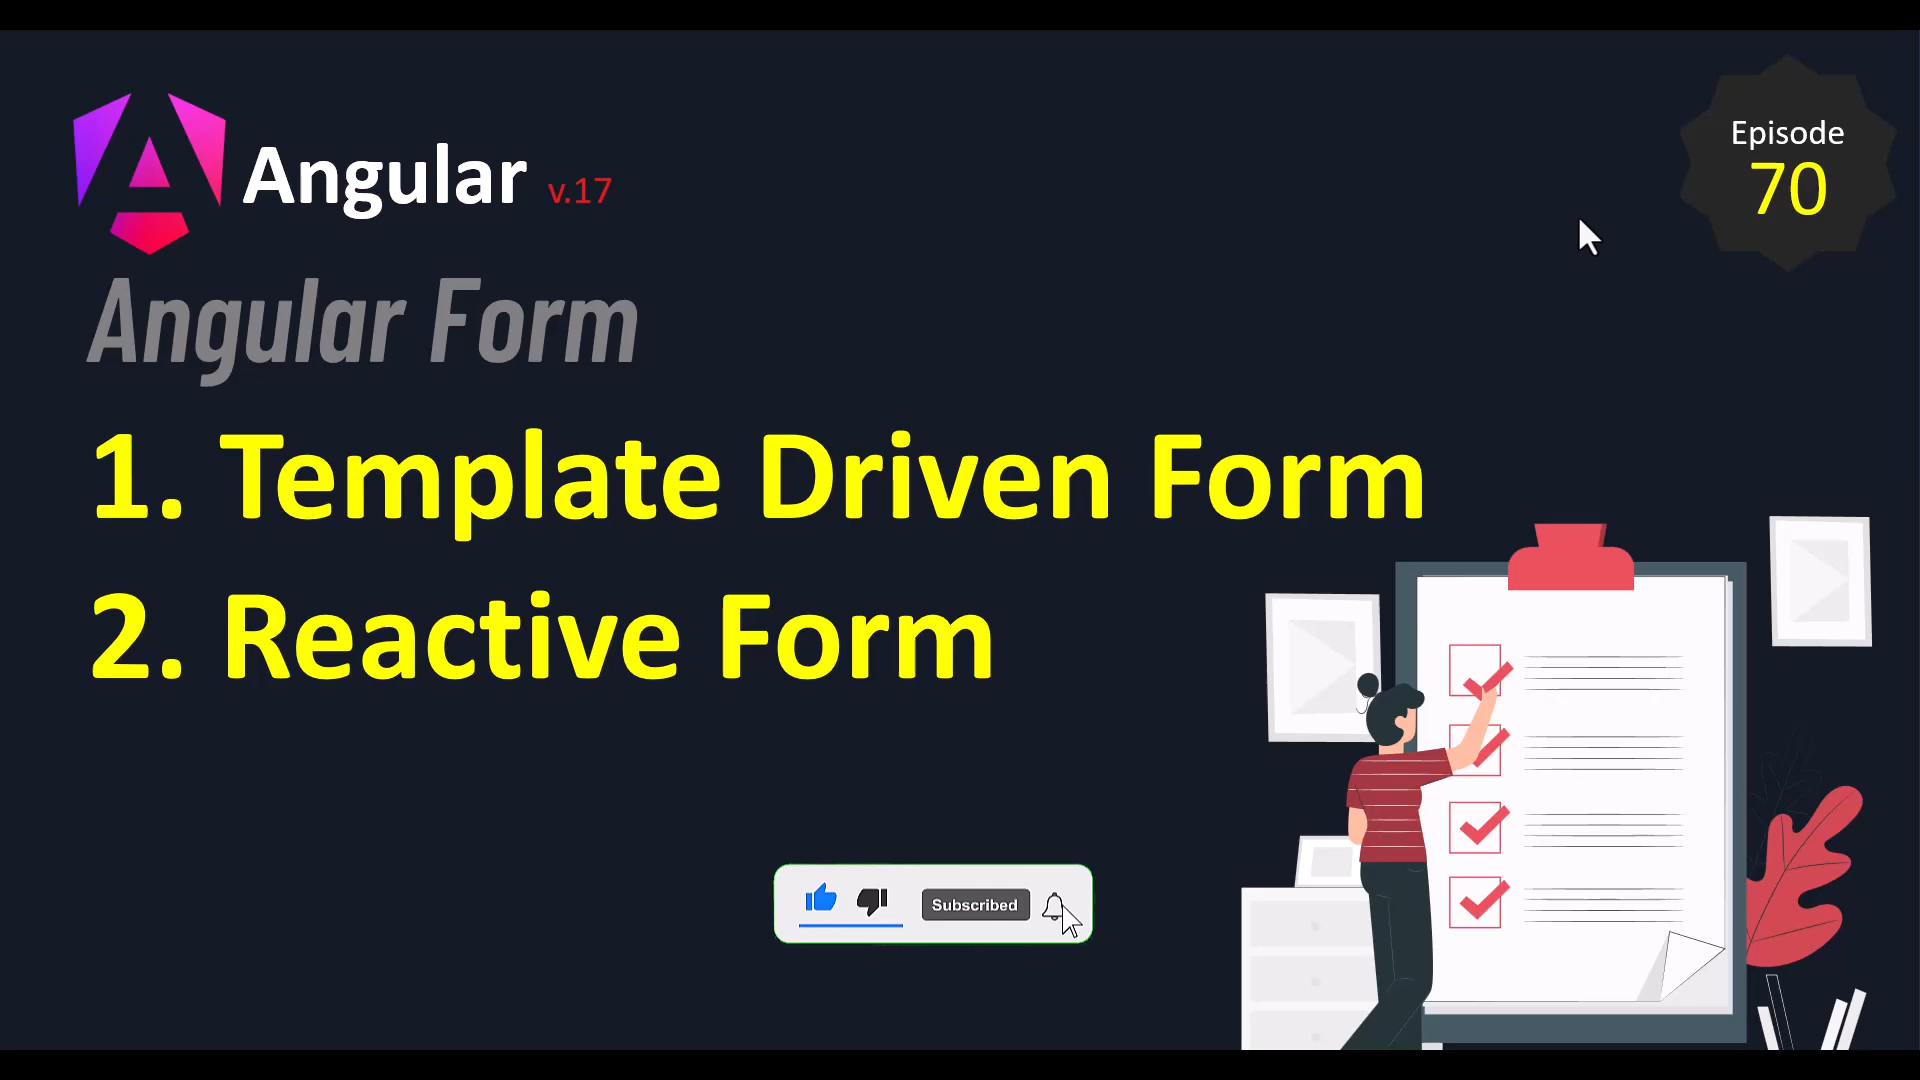 Angular v.17
Episode
70
Angular Form
1. Template Driven Form
2. Reactive Form
Subscribed